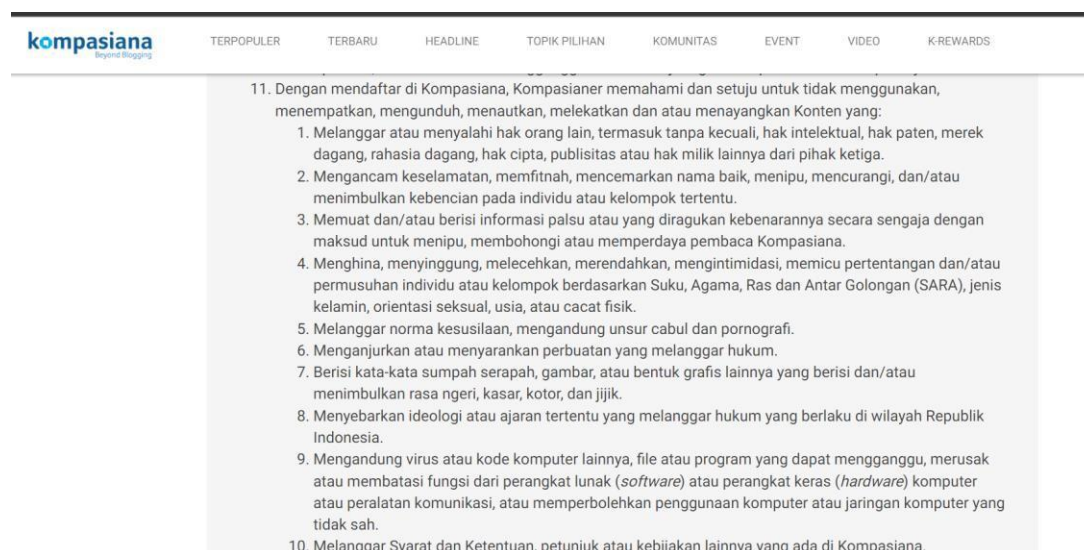 kompasiana
Beyond Blogging
TERPOPULER TERBARU HEADLINE TOPIK PILIHAN KOMUNITAS EVENT VIDEO K-REWARDS
11. Dengan mendaftar di Kompasiana, Kompasianer memahami dan setuju untuk tidak menggunakan,
menempatkan, mengunduh, menautkan, melekatkan dan atau menayangkan Konten yang:
1. Melanggar atau menyalahi hak orang lain, termasuk tanpa kecuali, hak intelektual, hak paten, merek
dagang, rahasia dagang, hak cipta, publisitas atau hak milik lainnya dari pihak ketiga.
2. Mengancam keselamatan, memfitnah, mencemarkan nama baik, menipu, mencurangi, dan/atau
menimbulkan kebencian pada individu atau kelompok tertentu.
3. Memuat dan/atau berisi informasi palsu atau yang diragukan kebenarannya secara sengaja dengan
maksud untuk menipu, membohongi atau memperdaya pembaca Kompasiana.
4. Menghina, menyinggung, melecehkan, merendahkan, mengintimidasi, memicu pertentangan dan/atau
permusuhan individu atau kelompok berdasarkan Suku, Agama, Ras dan Antar Golongan (SARA), jenis
kelamin, orientasi seksual, usia, atau cacat fisik.
5. Melanggar norma kesusilaan, mengandung unsur cabul dan pornografi.
6. Menganjurkan atau menyarankan perbuatan yang melanggar hukum.
7. Berisi kata-kata sumpah serapah, gambar, atau bentuk grafis lainnya yang berisi dan/atau
menimbulkan rasa ngeri, kasar, kotor, dan jijik.
8. Menyebarkan ideologi atau ajaran tertentu yang melanggar hukum yang berlaku di wilayah Republik
Indonesia.
9. Mengandung virus atau kode komputer lainnya, file atau program yang dapat mengganggu, merusak
atau membatasi fungsi dari perangkat lunak (software) atau perangkat keras (hardware) komputer
atau peralatan komunikasi, atau memperbolehkan penggunaan komputer atau jaringan komputer yang
tidak sah.
10. Melanggar Syarat dan Ketentuan, petunjuk atau kebijakan lainnya yang ada di Kompasiana.